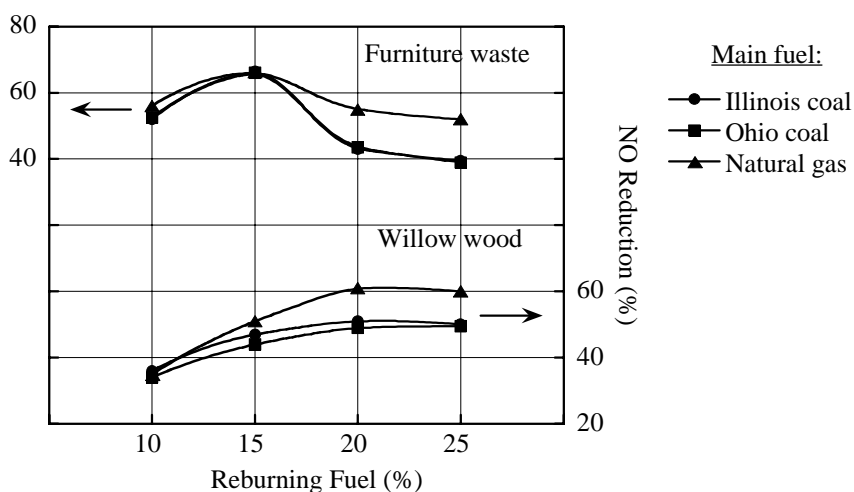 80
60
40
Furniture waste
Willow wood
60
40
20
NO Reduction (%)
10 15 20 25
Reburning Fuel (%)
Main fuel:
Illinois coal
Ohio coal
Natural gas